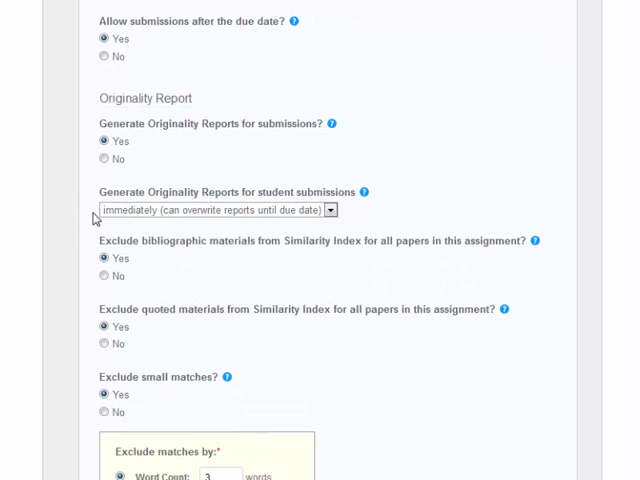 Allow submissions after the due date? ?
Yes
No
Originality Report
Generate Originality Reports for submissions? ?
Yes
No
Generate Originality Reports for student submissions ?
immediately (can overwrite reports until due date)
Exclude bibliographic materials from Similarity Index for all papers in this assignment? ?
Yes
No
Exclude quoted materials from Similarity Index for all papers in this assignment? ?
Yes
No
Exclude small matches? ?
Yes
No
Exclude matches by:*
Word Count: 3 words